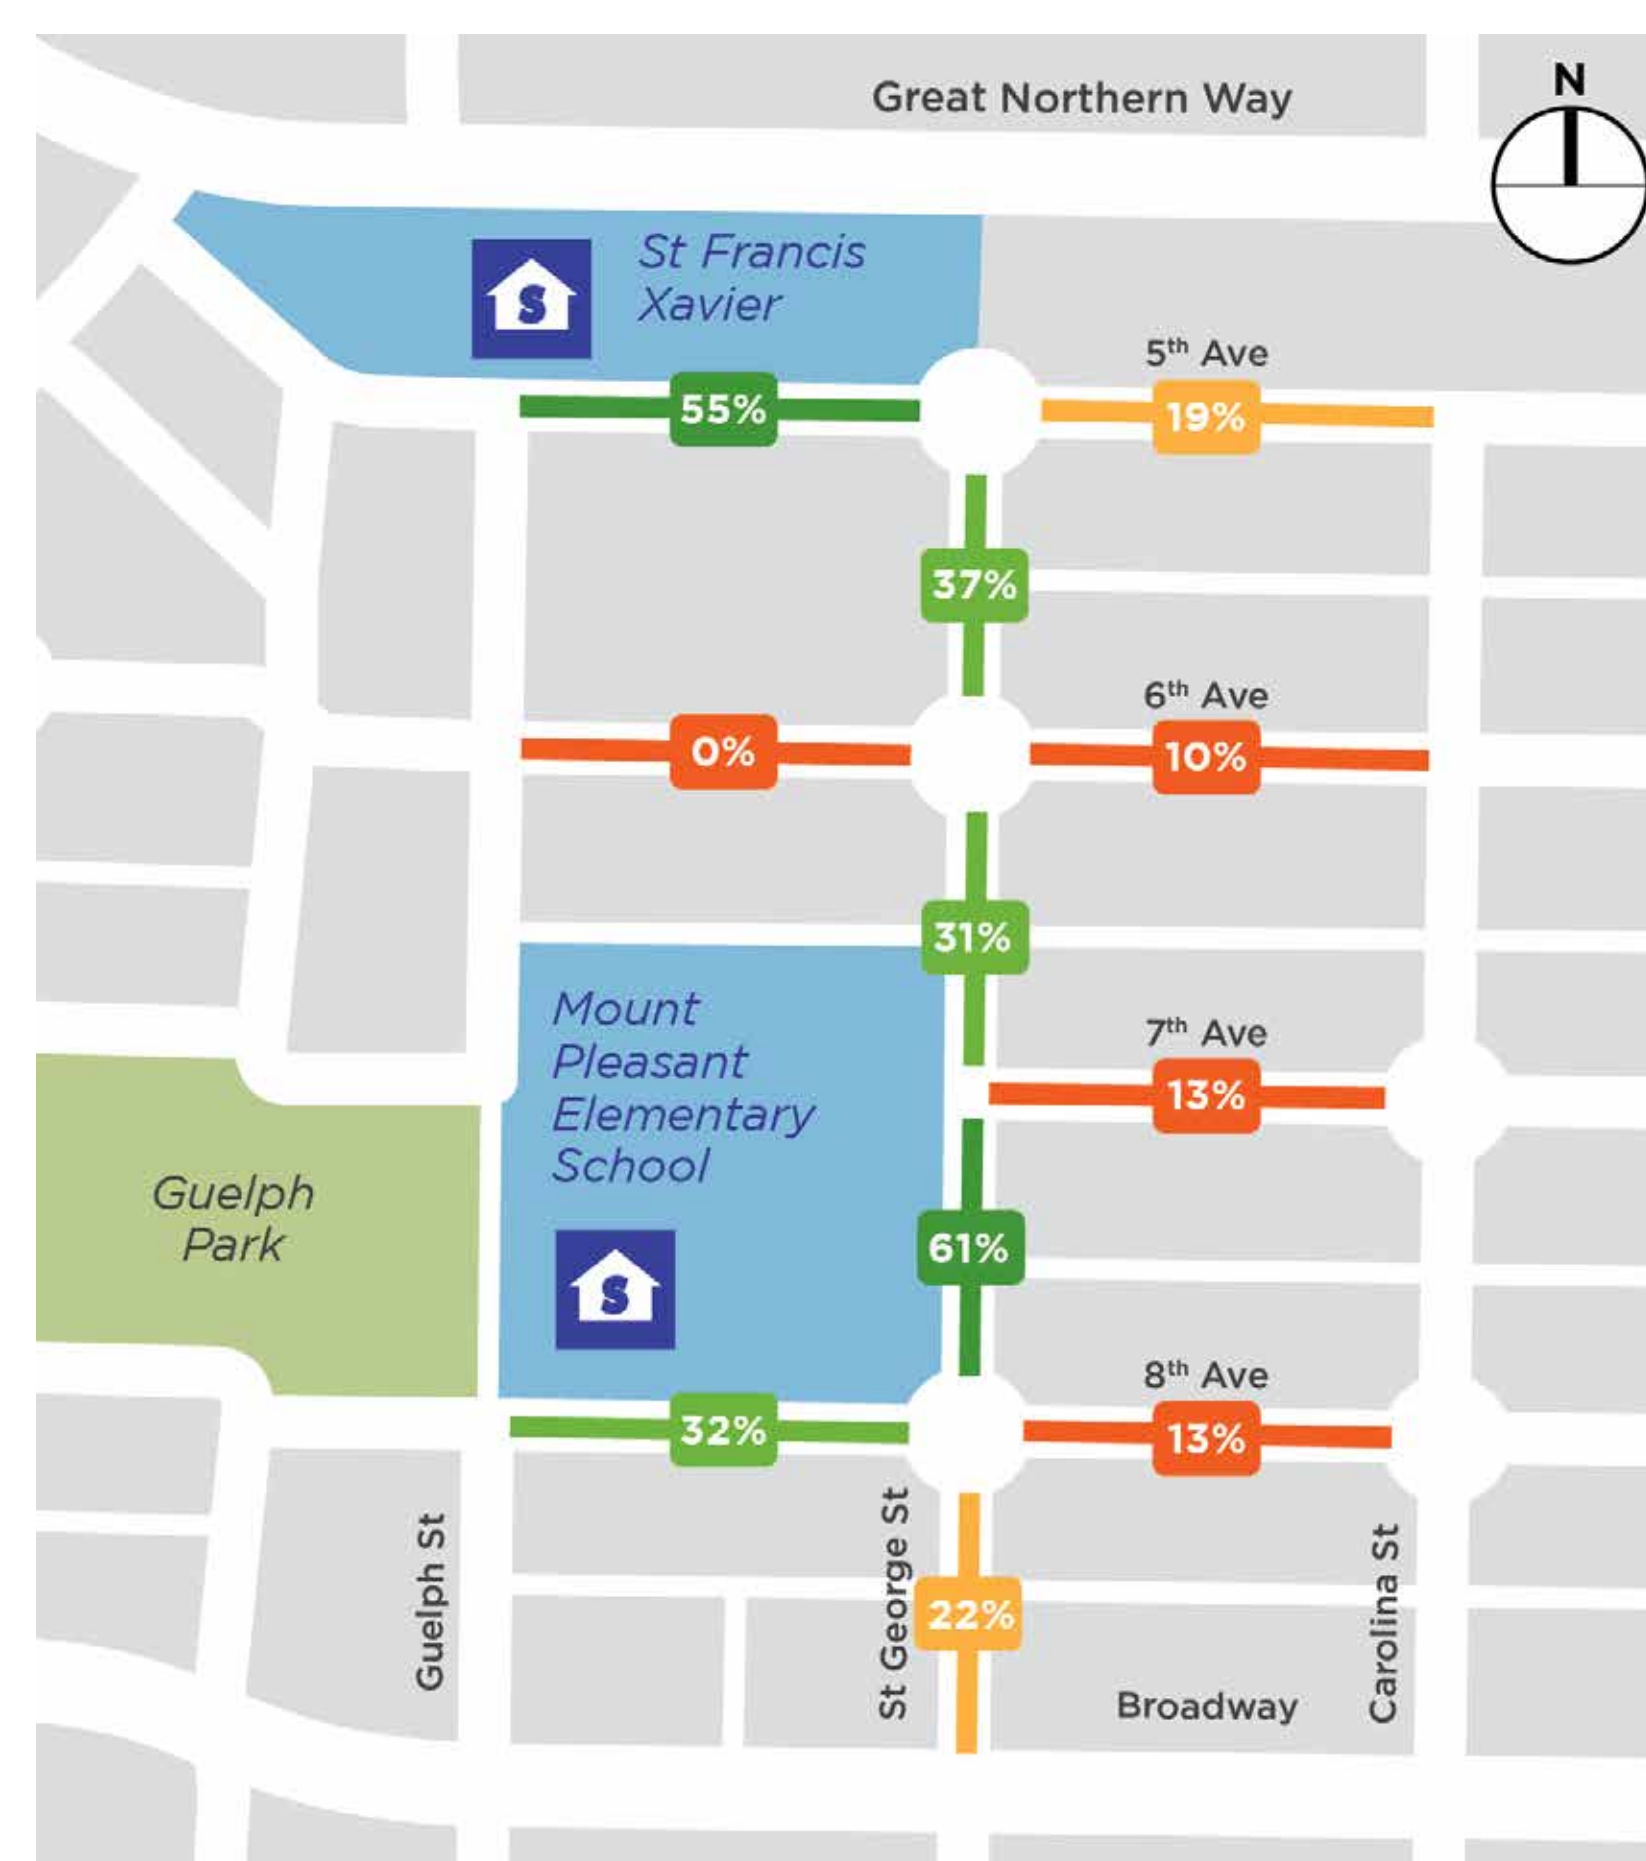 Great Northern Way
N
St Francis
Xavier
S
5th Ave
55%
19%
37%
6th Ave
0%
10%
31%
Mount
Pleasant
Elementary
School
7th Ave
13%
Guelph
Park
61%
S
8th Ave
32%
13%
Guelph St
St George St
22%
Carolina St
Broadway